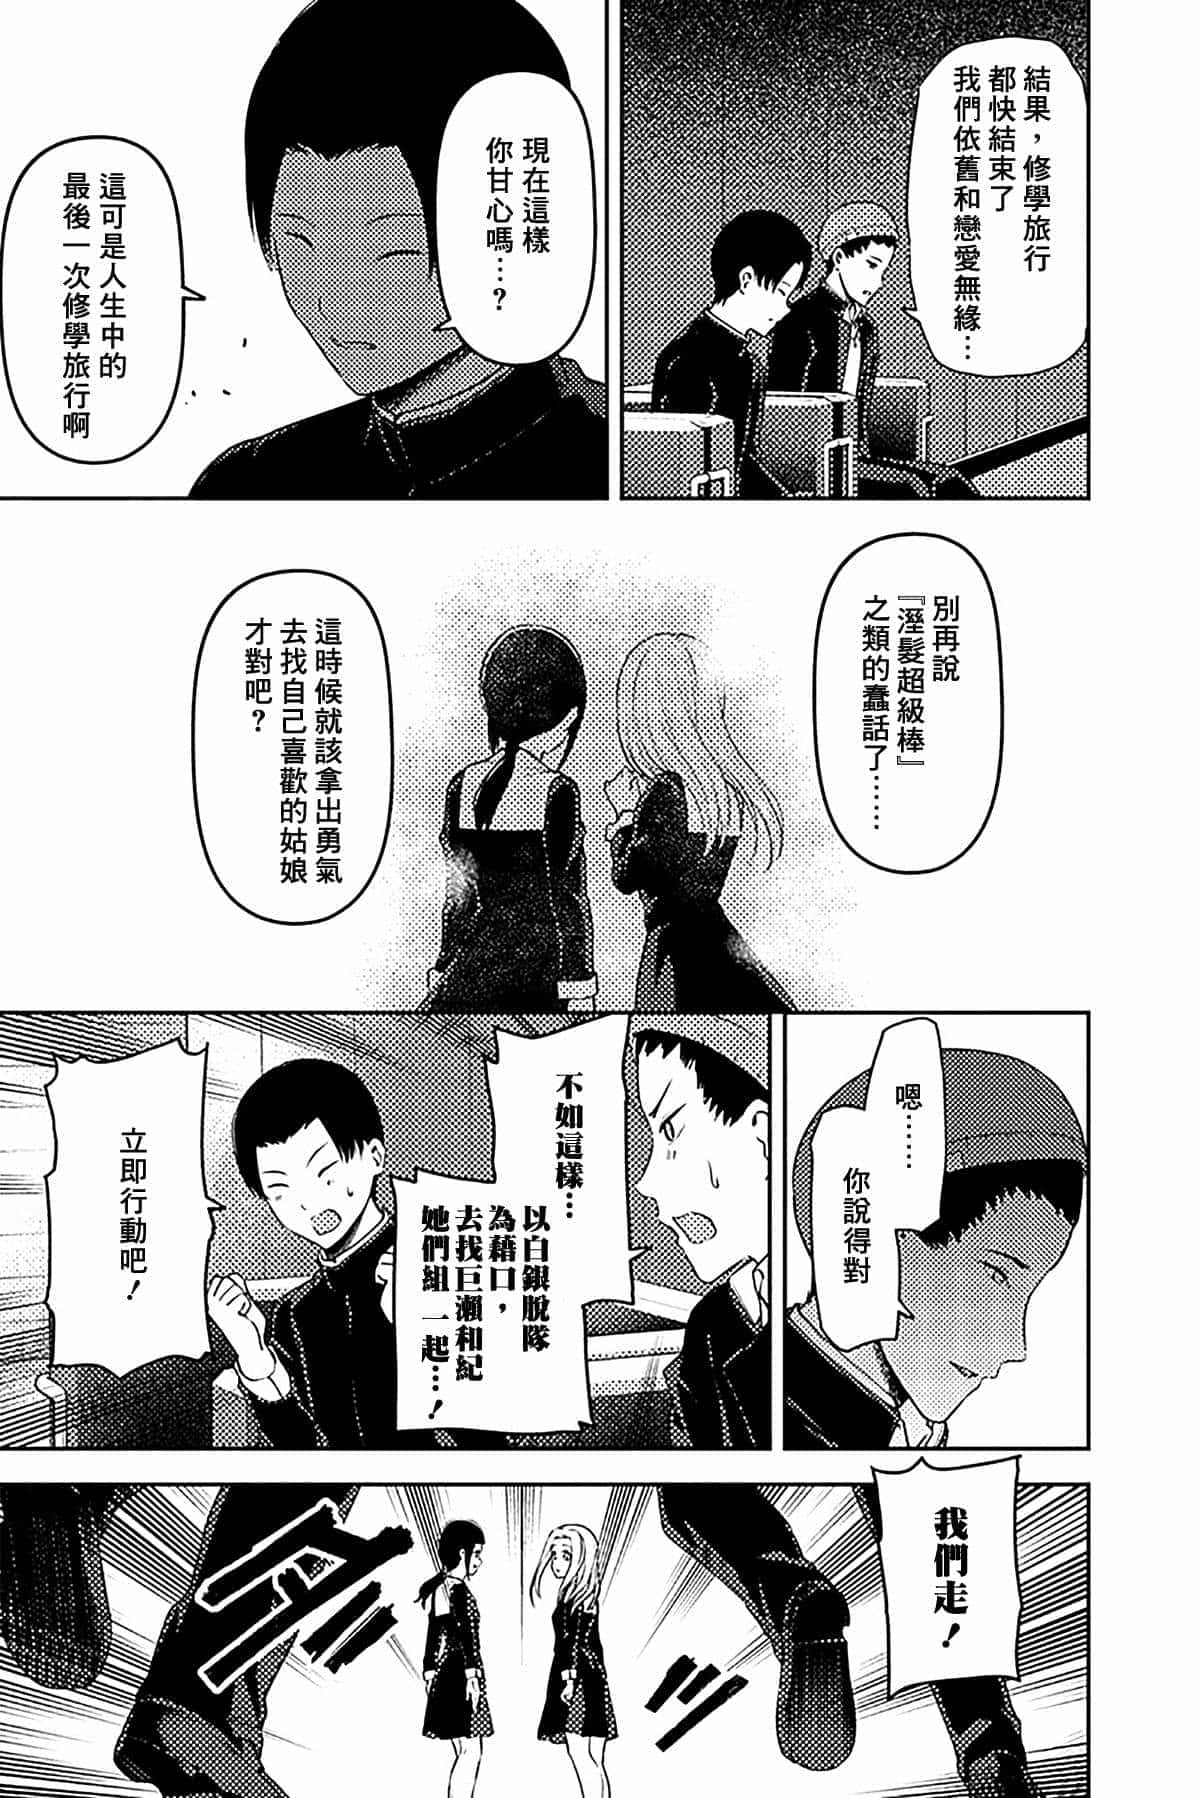 結果，修學旅行
都快結束了
我們依舊和戀愛無緣…
現在這樣
你甘心嗎…?
這可是人生中的
最後一次修學旅行啊
別再說
『溼髮超級棒』
之類的蠢話了……
這時候就該拿出勇氣
去找自己喜歡的姑娘
才對吧？
嗯……
你說得對
不如這樣…
以白銀脫隊
為藉口，
去找巨瀨和紀
她們組一起…！
立即行動吧！
我們走！
ダッ